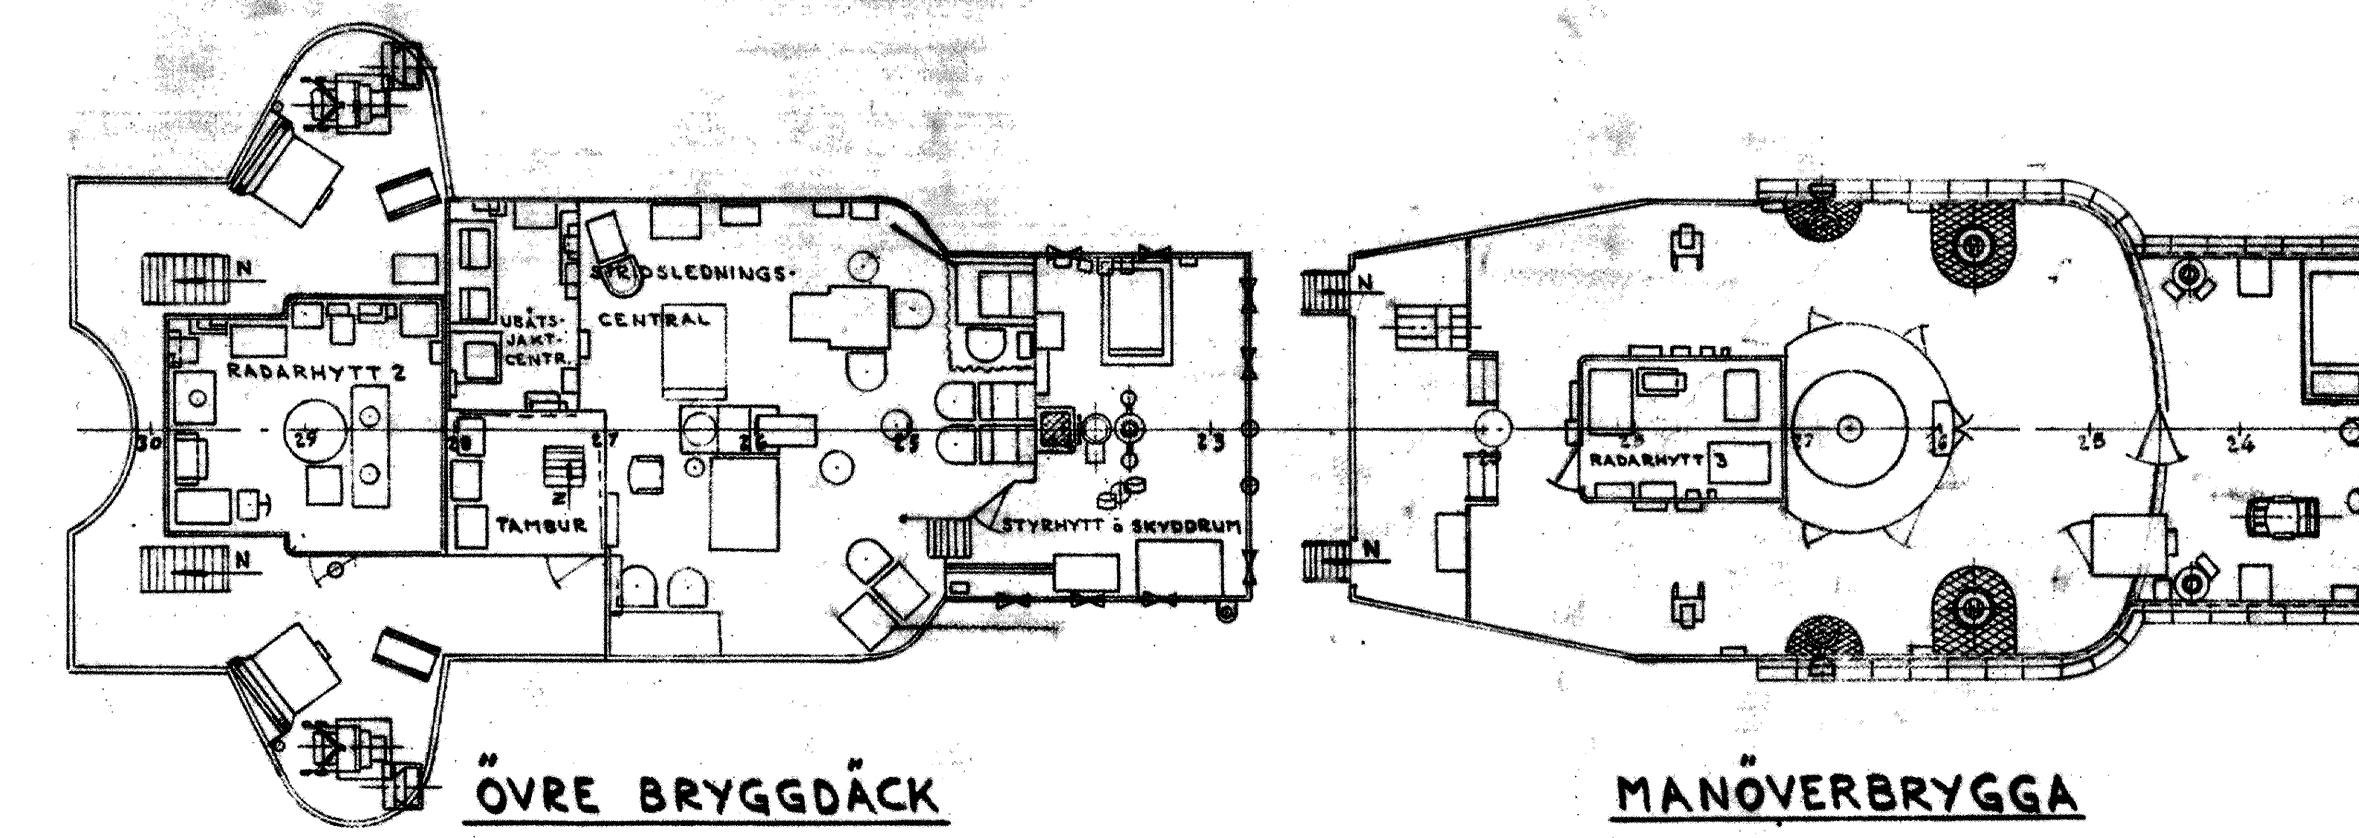 N
STRIDSLEDNINGS-
CENTRAL
UBÅTS-
JAKT-
CENTR.
RADARHYTT 2
30
29
28
27
26
25
23
TAMBUR
N
STYRHYTT o SKYDDRUM
N
ÖVRE BRYGGDÄCK
N
RADARHYTT 3
27
25
24
N
MANÖVERBRYGGA